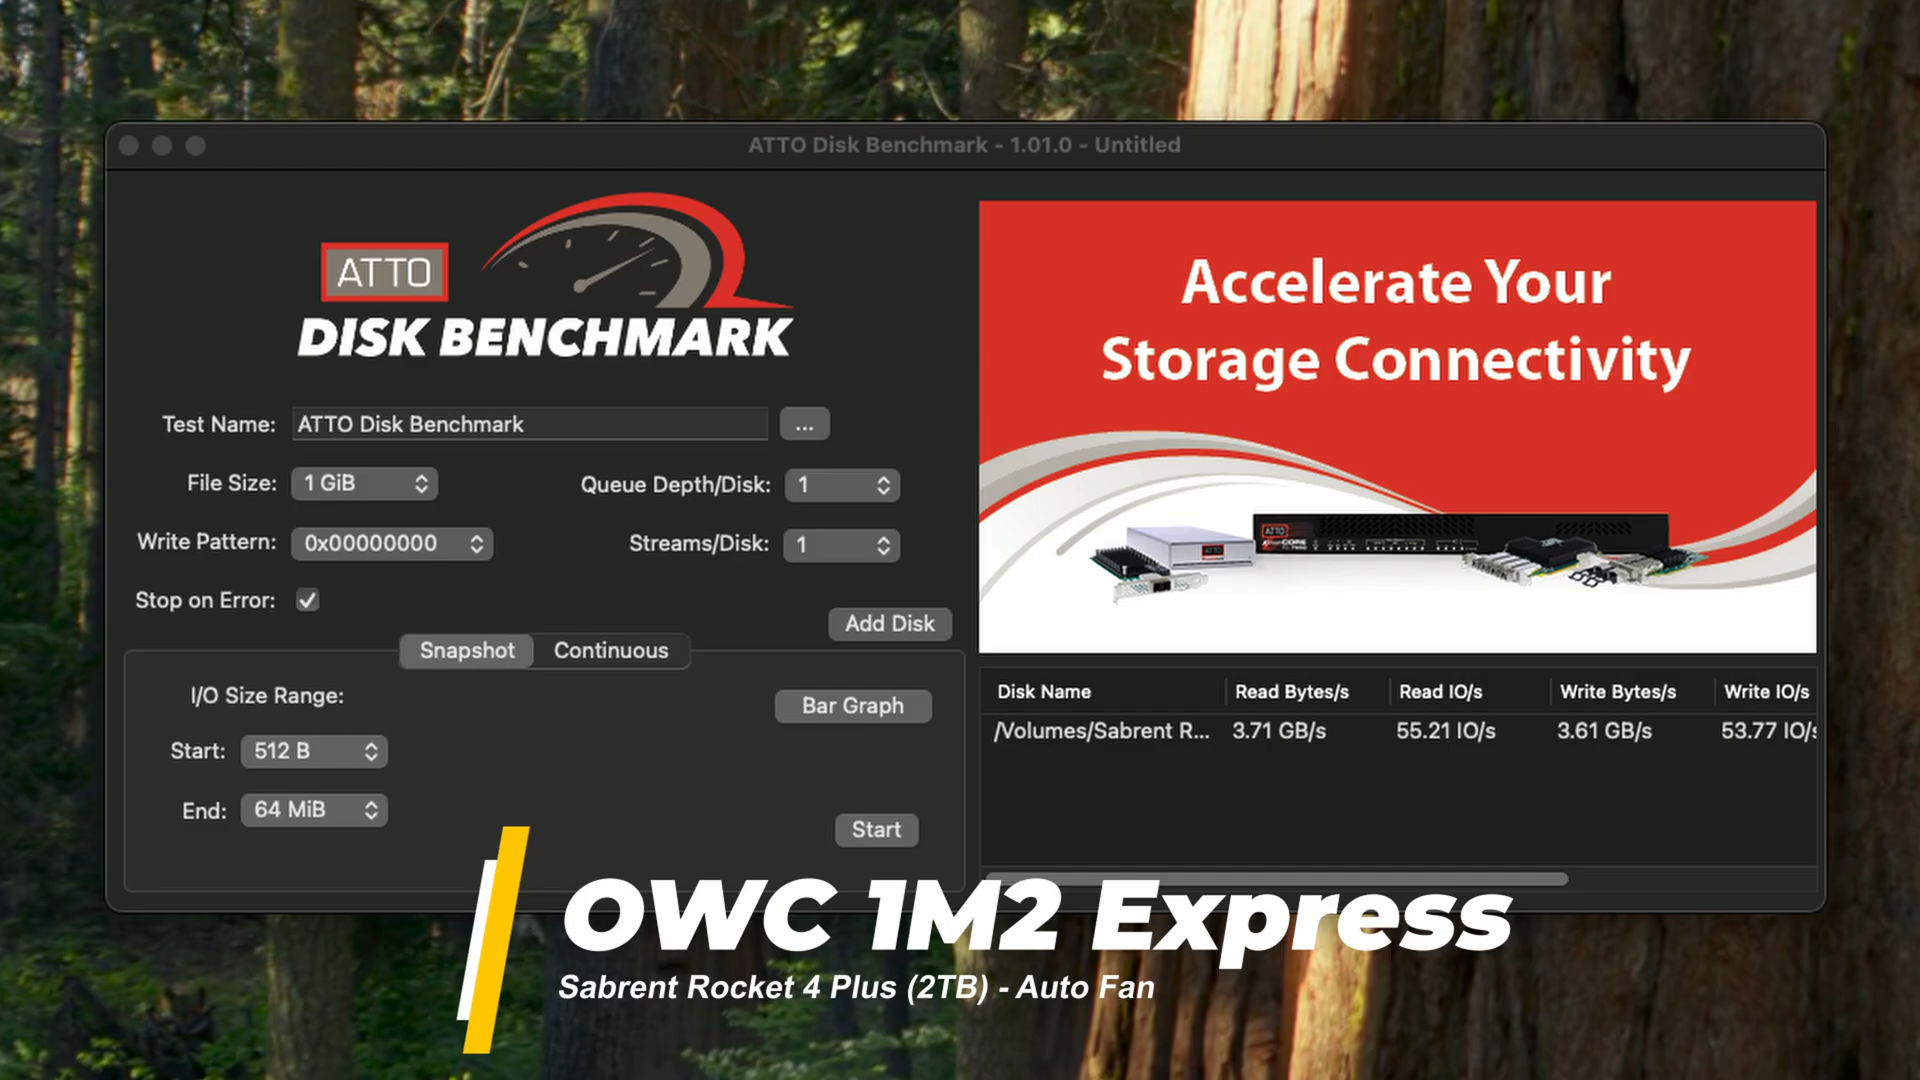 ATTO Disk Benchmark - 1.01.0 - Untitled
ATTO
DISK BENCHMARK
Accelerate Your
Storage Connectivity
ATTO
ATTO
Test Name: ATTO Disk Benchmark ...
File Size: 1 GiB
Queue Depth/Disk: 1
Write Pattern: 0x00000000
Streams/Disk: 1
Stop on Error:
Add Disk
Snapshot Continuous
I/O Size Range:
Bar Graph
Start: 512 B
End: 64 MiB
Start
Disk Name Read Bytes/s Read IO/s Write Bytes/s Write IO/s
/Volumes/Sabrent R... 3.71 GB/s 55.21 IO/s 3.61 GB/s 53.77 IO/s
OWC 1M2 Express
Sabrent Rocket 4 Plus (2TB) - Auto Fan